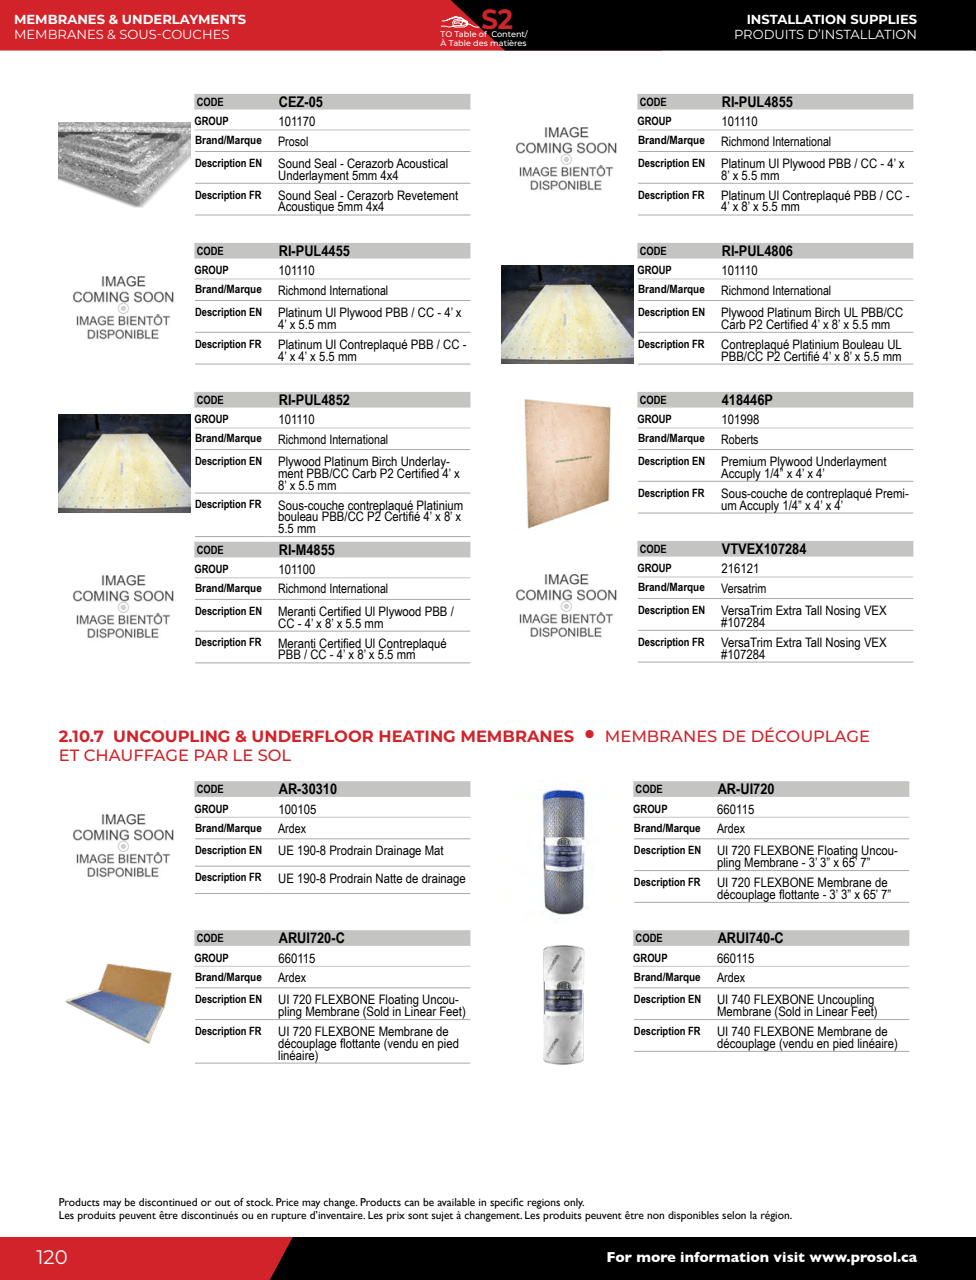 MEMBRANES & UNDERLAYMENTS
MEMBRANES & SOUS-COUCHES
S2
TO Table of Content/
À Table des matières
INSTALLATION SUPPLIES
PRODUITS D'INSTALLATION
CODE CEZ-05
GROUP 101170
Brand/Marque Prosol
Description EN Sound Seal - Cerazorb Acoustical
Underlayment 5mm 4x4
Description FR Sound Seal - Cerazorb Revetement
Acoustique 5mm 4x4
IMAGE
COMING SOON
IMAGE BIENTÔT
DISPONIBLE
CODE RI-PUL4855
GROUP 101110
Brand/Marque Richmond International
Description EN Platinum Ul Plywood PBB / CC - 4' x
8' x 5.5 mm
Description FR Platinum Ul Contreplaqué PBB / CC -
4' x 8' x 5.5 mm
IMAGE
COMING SOON
IMAGE BIENTÔT
DISPONIBLE
CODE RI-PUL4455
GROUP 101110
Brand/Marque Richmond International
Description EN Platinum Ul Plywood PBB / CC - 4' x
4' x 5.5 mm
Description FR Platinum Ul Contreplaqué PBB / CC -
4' x 4' x 5.5 mm
CODE RI-PUL4806
GROUP 101110
Brand/Marque Richmond International
Description EN Plywood Platinum Birch UL PBB/CC
Carb P2 Certified 4' x 8' x 5.5 mm
Description FR Contreplaqué Platinium Bouleau UL
PBB/CC P2 Certifié 4' x 8' x 5.5 mm
CODE RI-PUL4852
GROUP 101110
Brand/Marque Richmond International
Description EN Plywood Platinum Birch Underlay-
ment PBB/CC Carb P2 Certified 4' x
8' x 5.5 mm
Description FR Sous-couche contreplaqué Platinium
bouleau PBB/CC P2 Certifié 4' x 8' x
5.5 mm
CODE 418446P
GROUP 101998
Brand/Marque Roberts
Description EN Premium Plywood Underlayment
Accuply 1/4" x 4' x 4'
Description FR Sous-couche de contreplaqué Premi-
um Accuply 1/4" x 4' x 4'
IMAGE
COMING SOON
IMAGE BIENTÔT
DISPONIBLE
CODE RI-M4855
GROUP 101100
Brand/Marque Richmond International
Description EN Meranti Certified Ul Plywood PBB /
CC - 4' x 8' x 5.5 mm
Description FR Meranti Certified Ul Contreplaqué
PBB / CC - 4' x 8' x 5.5 mm
IMAGE
COMING SOON
IMAGE BIENTÔT
DISPONIBLE
CODE VTVEX107284
GROUP 216121
Brand/Marque Versatrim
Description EN VersaTrim Extra Tall Nosing VEX
#107284
Description FR VersaTrim Extra Tall Nosing VEX
#107284
2.10.7 UNCOUPLING & UNDERFLOOR HEATING MEMBRANES • MEMBRANES DE DÉCOUPLAGE
ET CHAUFFAGE PAR LE SOL
IMAGE
COMING SOON
IMAGE BIENTÔT
DISPONIBLE
CODE AR-30310
GROUP 100105
Brand/Marque Ardex
Description EN UE 190-8 Prodrain Drainage Mat
Description FR UE 190-8 Prodrain Natte de drainage
CODE AR-UI720
GROUP 660115
Brand/Marque Ardex
Description EN UI 720 FLEXBONE Floating Uncou-
pling Membrane - 3' 3" x 65' 7"
Description FR UI 720 FLEXBONE Membrane de
découplage flottante - 3' 3" x 65' 7"
CODE ARUI720-C
GROUP 660115
Brand/Marque Ardex
Description EN UI 720 FLEXBONE Floating Uncou-
pling Membrane (Sold in Linear Feet)
Description FR UI 720 FLEXBONE Membrane de
découplage flottante (vendu en pied
linéaire)
CODE ARUI740-C
GROUP 660115
Brand/Marque Ardex
Description EN UI 740 FLEXBONE Uncoupling
Membrane (Sold in Linear Feet)
Description FR UI 740 FLEXBONE Membrane de
découplage (vendu en pied linéaire)
Products may be discontinued or out of stock. Price may change. Products can be available in specific regions only.
Les produits peuvent être discontinués ou en rupture d'inventaire. Les prix sont sujet à changement. Les produits peuvent être non disponibles selon la région.
120
For more information visit www.prosol.ca